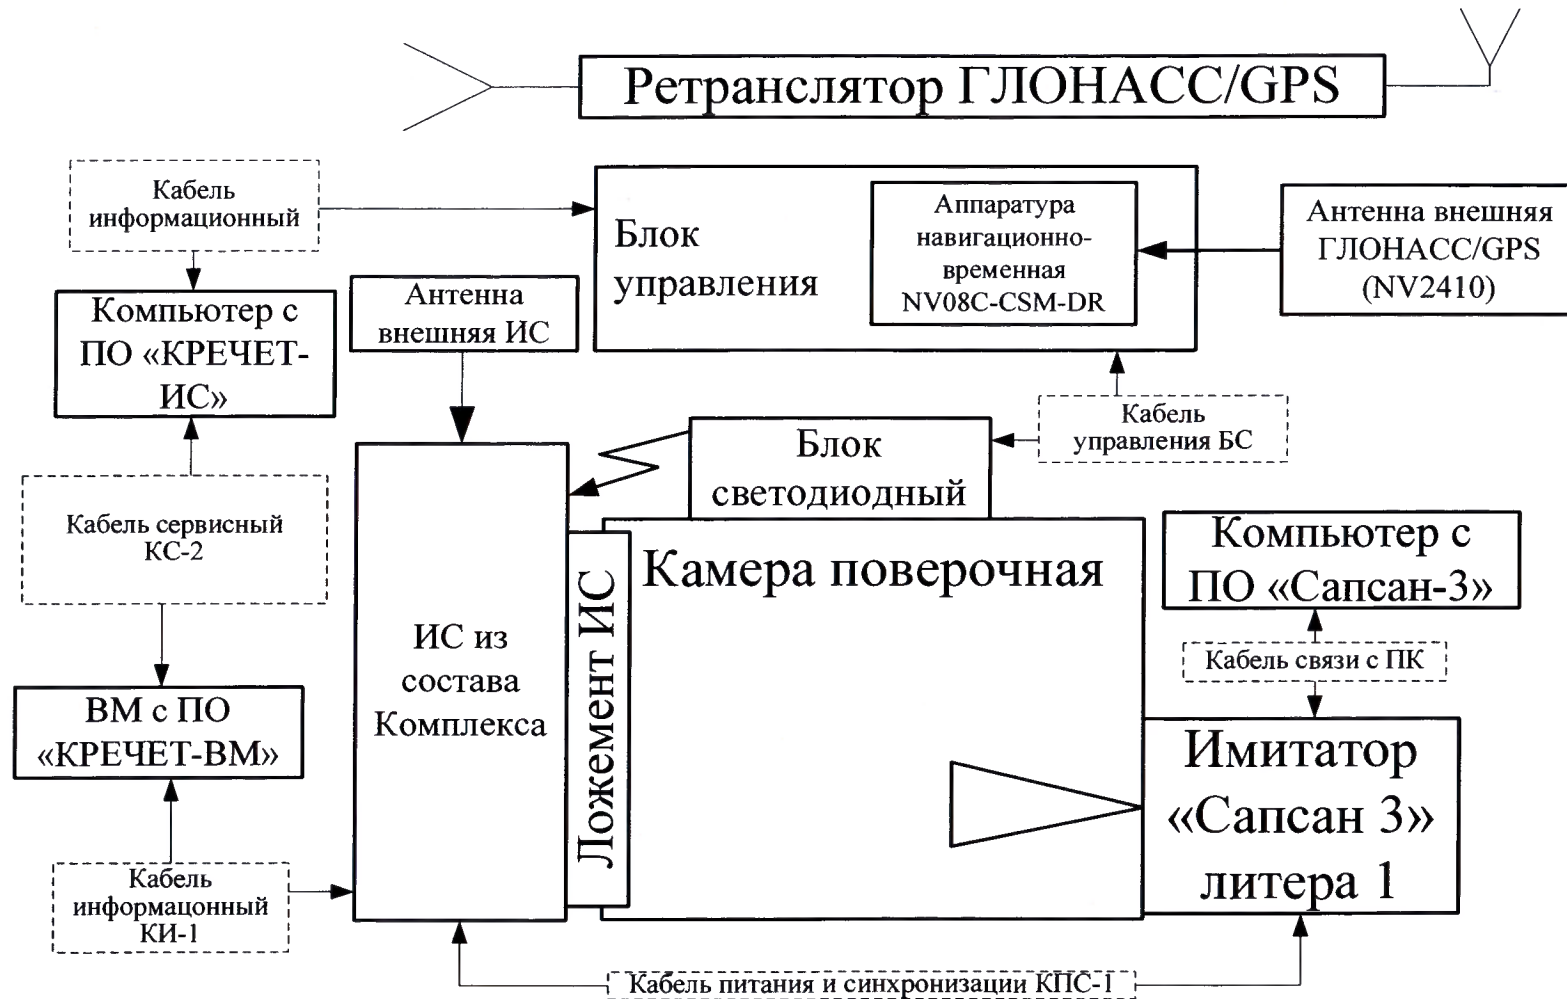 Ретранслятор ГЛОНАСС/GPS
Кабель
информационный
Блок
управления
Аппаратура
навигационно-
временная
NV08C-CSM-DR
Антенна внешняя
ГЛОНАСС/GPS
(NV2410)
Компьютер с
ПО «КРЕЧЕТ-
ИС»
Антенна
внешняя ИС
Кабель
управления БС
Блок
светодиодный
Кабель сервисный
КС-2
Камера поверочная
Компьютер с
ПО «Сапсан-3»
ИС из
состава
Комплекса
Ложемент ИС
Кабель связи с ПК
ВМ с ПО
«КРЕЧЕТ-ВМ»
Имитатор
«Сапсан 3»
литера 1
Кабель
информацонный
КИ-1
Кабель питания и синхронизации КПС-1